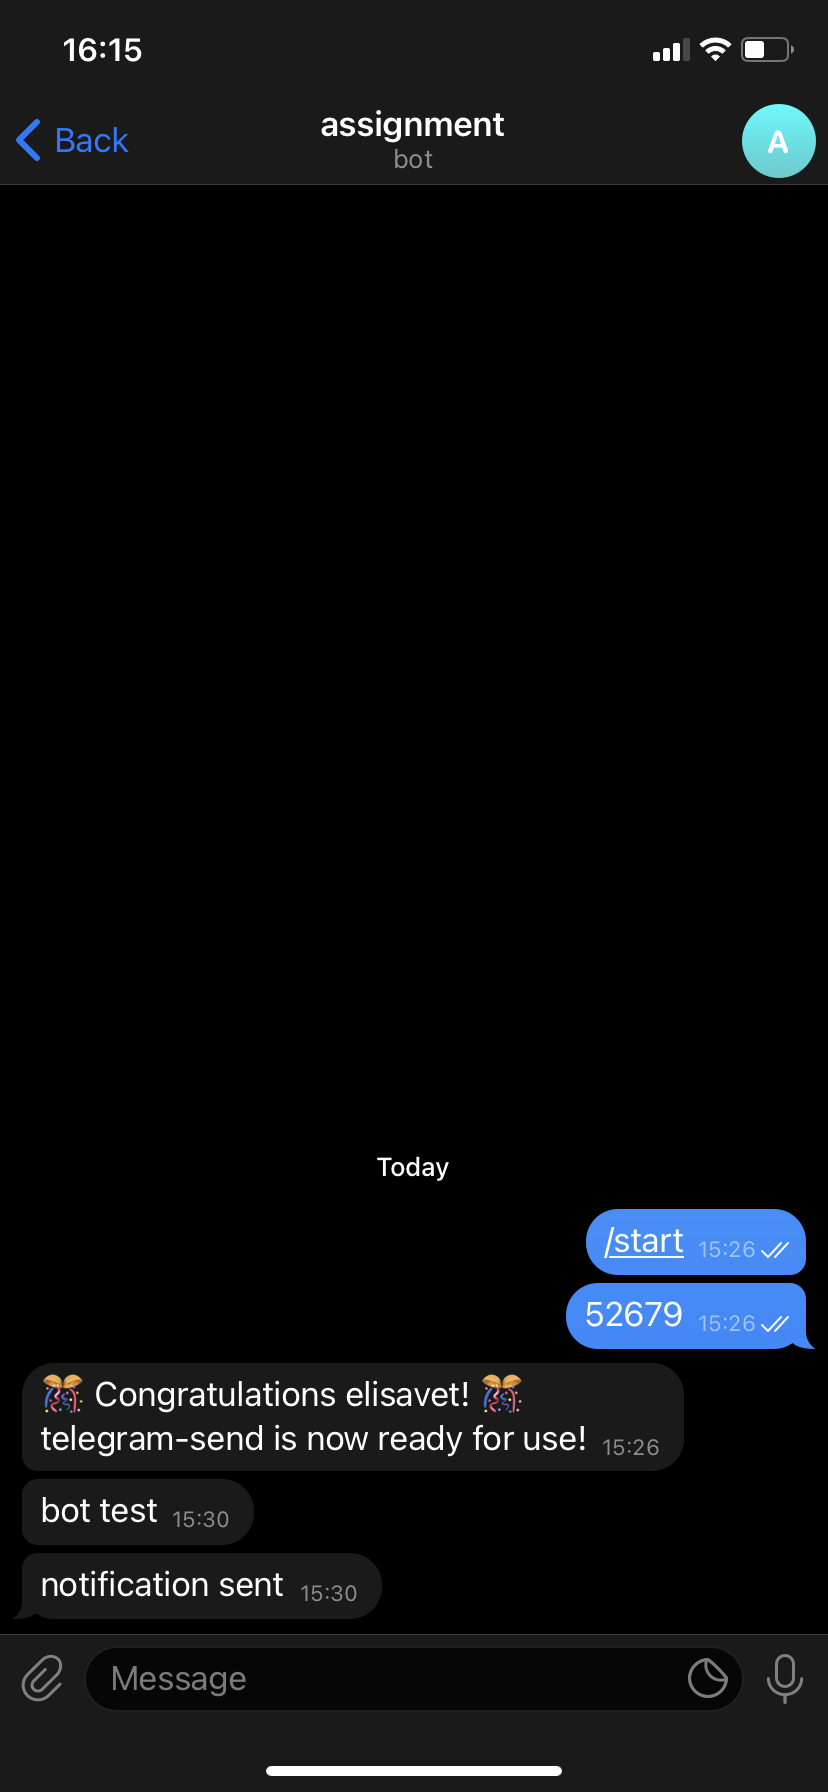 16:15
Back
assignment
bot
A
Today
/start 15:26
52679 15:26
🎊 Congratulations elisavet! 🎊
telegram-send is now ready for use! 15:26
bot test 15:30
notification sent 15:30
Message